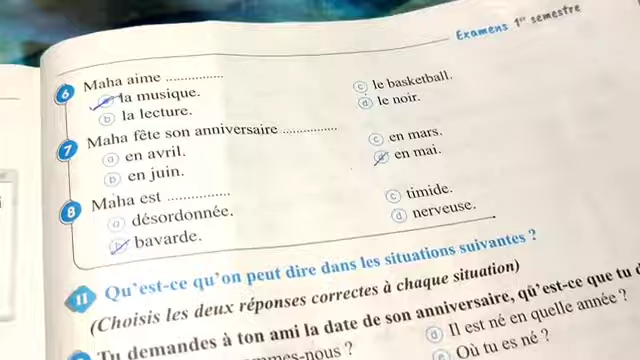 Examens 1er semestre
6 Maha aime ..............
a la musique.
b la lecture.
c le basketball.
d le noir.
7 Maha fête son anniversaire ..............
a en avril.
b en juin.
c en mars.
d en mai.
8 Maha est ..............
a désordonnée.
b bavarde.
c timide.
d nerveuse.
II Qu'est-ce qu'on peut dire dans les situations suivantes ?
(Choisis les deux réponses correctes à chaque situation)
Tu demandes à ton ami la date de son anniversaire, qu'est-ce que tu d
-nous ?
d Il est né en quelle année ?
Où tu es né ?